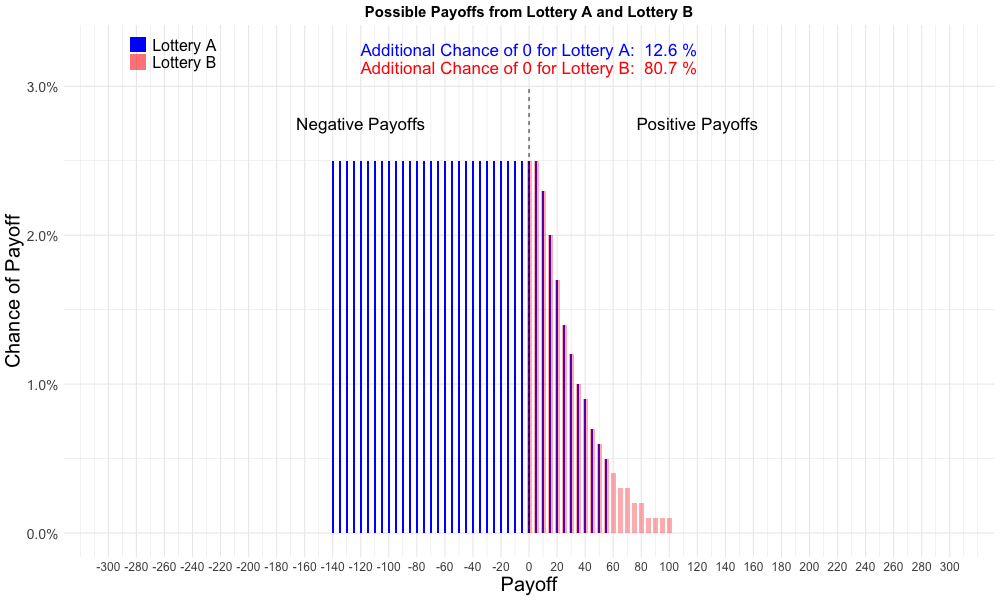 Possible Payoffs from Lottery A and Lottery B
Lottery A
Lottery B
Additional Chance of 0 for Lottery A: 12.6 %
Additional Chance of 0 for Lottery B: 80.7 %
3.0%
Negative Payoffs
Positive Payoffs
2.0%
Chance of Payoff
1.0%
0.0%
-300 -280 -260 -240 -220 -200 -180 -160 -140 -120 -100 -80 -60 -40 -20 0 20 40 60 80 100 120 140 160 180 200 220 240 260 280 300
Payoff